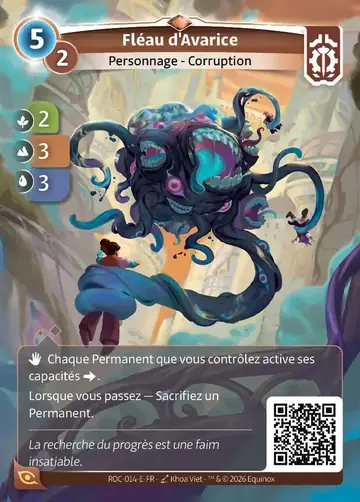 5
Fléau d'Avarice
2
Personnage - Corruption
2
3
3
Chaque Permanent que vous contrôlez active ses
capacités ➔.
Lorsque vous passez — Sacrifiez un
Permanent.
La recherche du progrès est une faim
insatiable.
ROC-014-E-FR - Khoa Viet - ™ & © 2026 Equinox